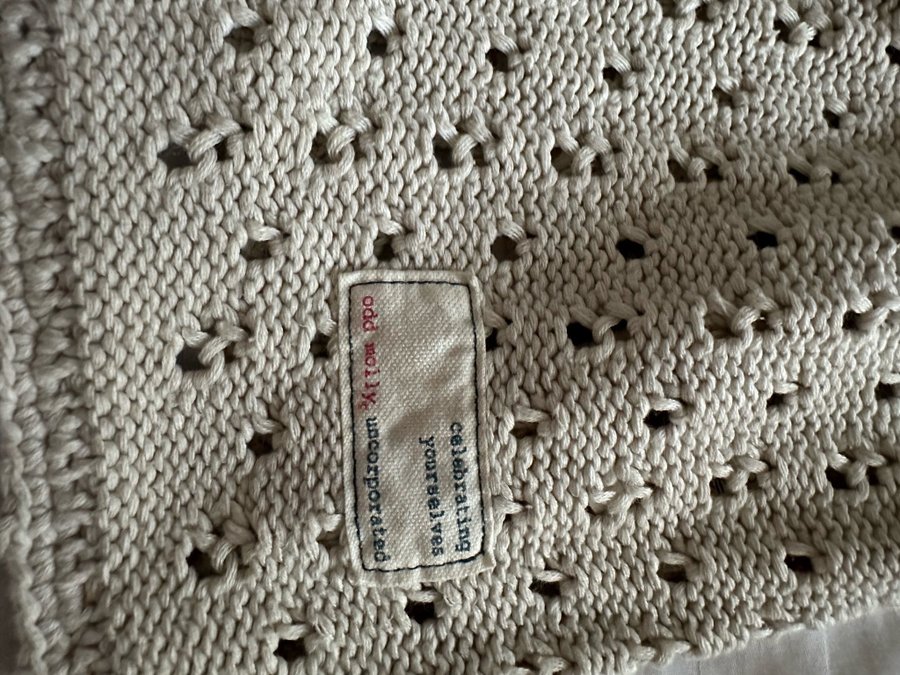 celebrating
yourselves
odd molly, uncorporated